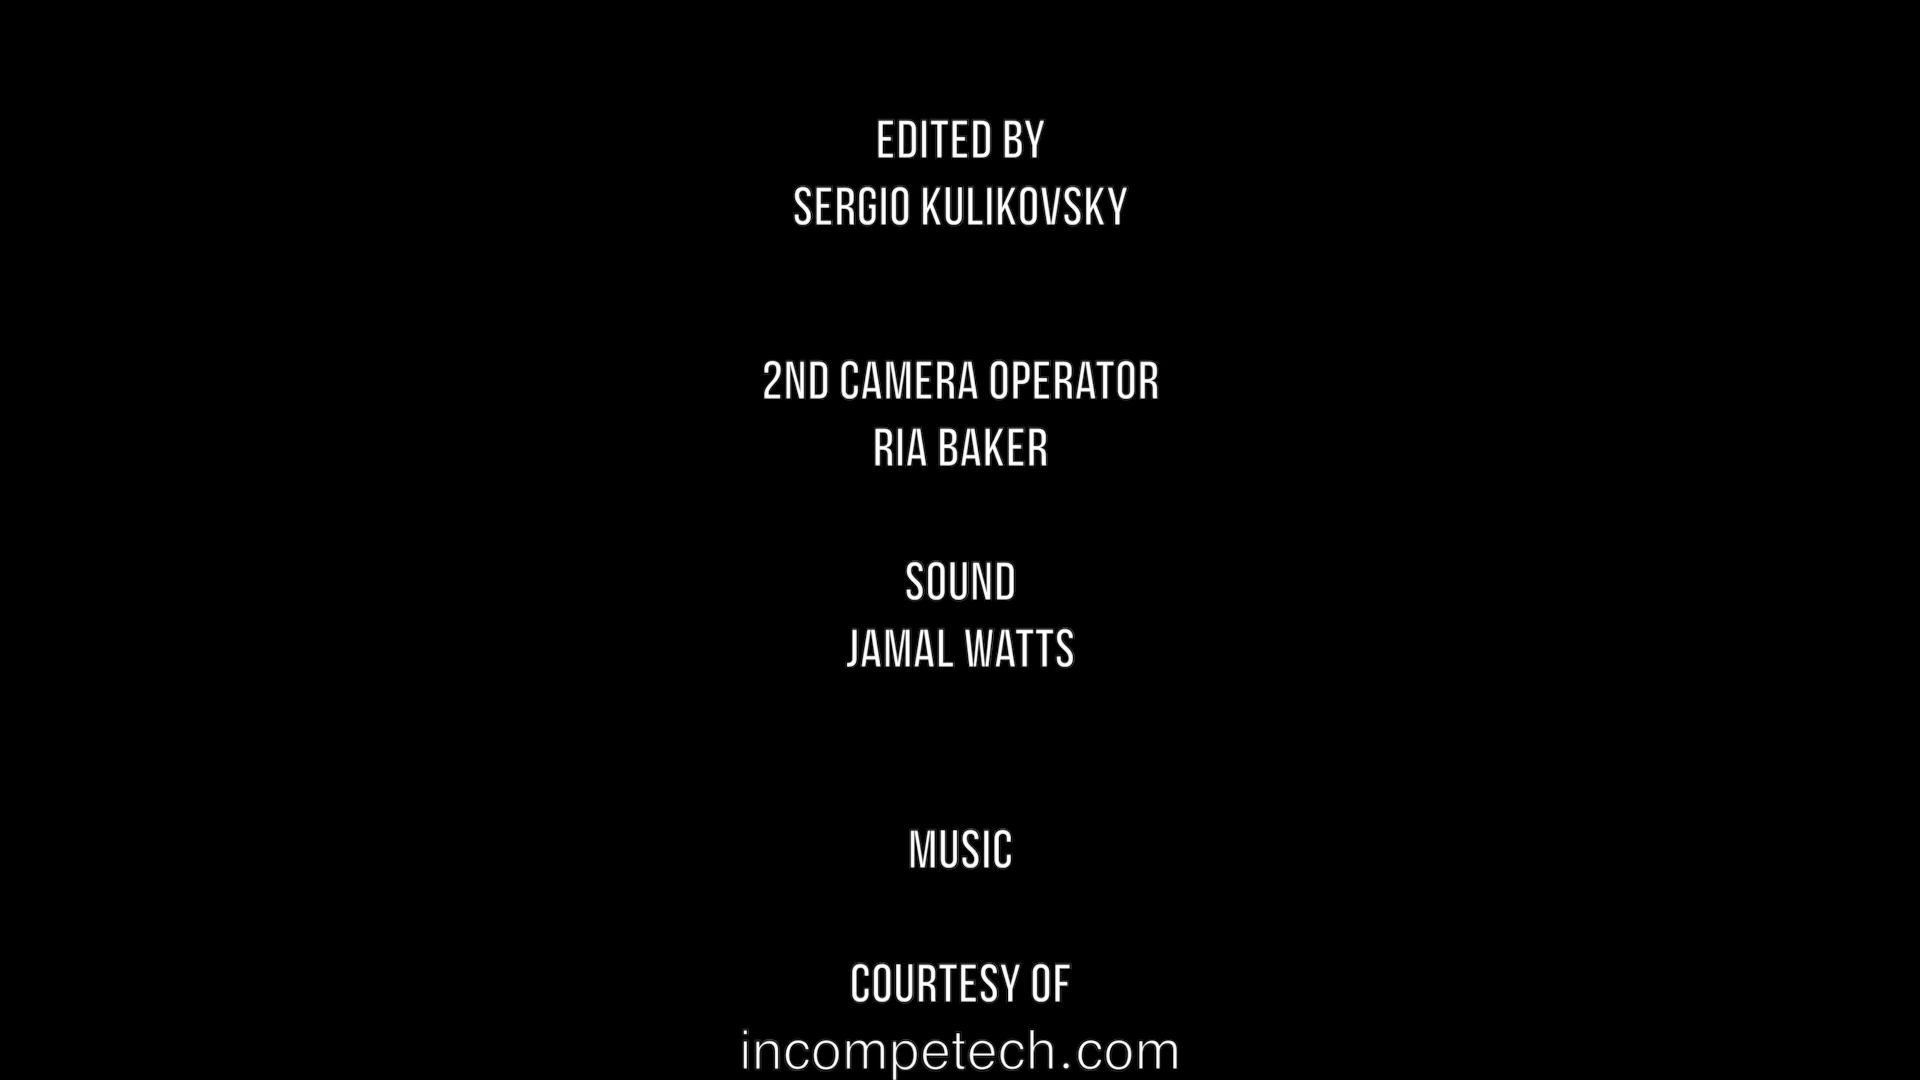 EDITED BY
SERGIO KULIKOVSKY
2ND CAMERA OPERATOR
RIA BAKER
SOUND
JAMAL WATTS
MUSIC
COURTESY OF
incompetech.com